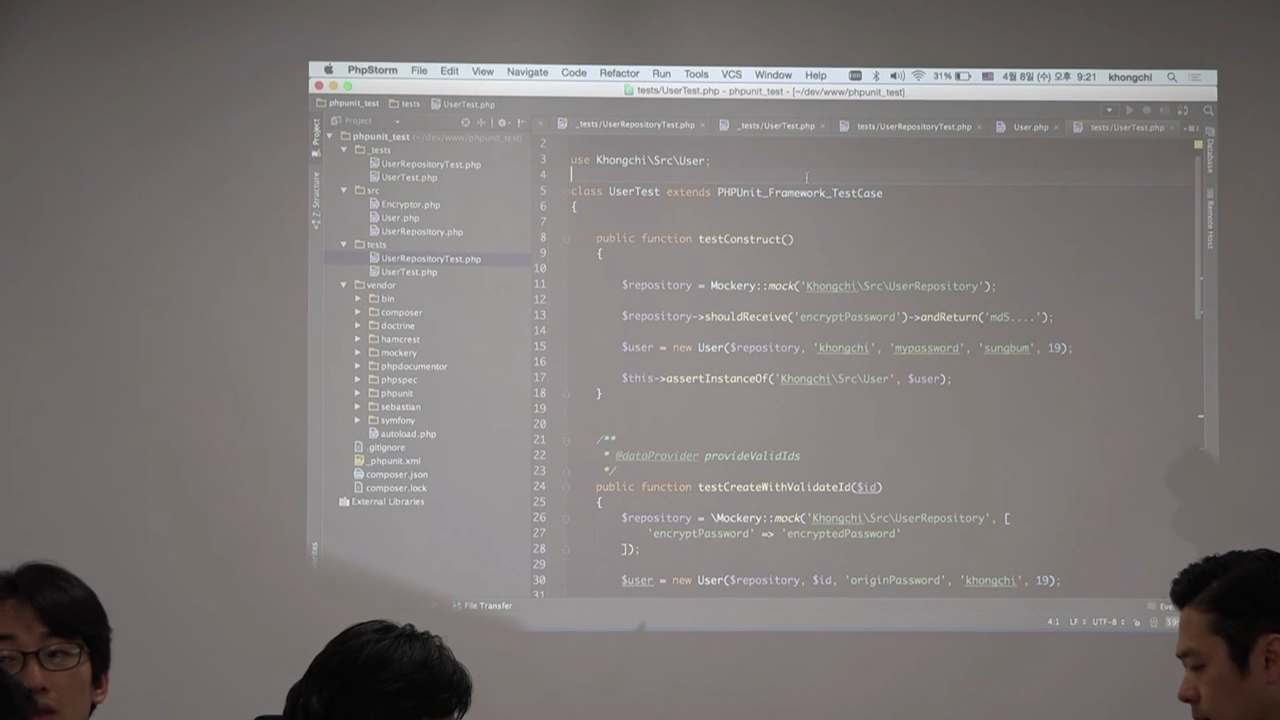 PhpStorm File Edit View Navigate Code Refactor Run Tools VCS Window Help 31% 4월 8일 (수) 오후 9:21 khongchi
tests/UserTest.php - phpunit_test - [~/dev/www/phpunit_test]
phpunit_test tests UserTest.php
Project
_tests/UserRepositoryTest.php _tests/UserTest.php tests/UserRepositoryTest.php User.php tests/UserTest.php
Project
Z: Structure
phpunit_test (~/dev/www/phpunit_test)
_tests
UserRepositoryTest.php
UserTest.php
src
Encryptor.php
User.php
UserRepository.php
tests
UserRepositoryTest.php
UserTest.php
vendor
bin
composer
doctrine
hamcrest
mockery
phpdocumentor
phpspec
phpunit
sebastian
symfony
autoload.php
.gitignore
_phpunit.xml
composer.json
composer.lock
External Libraries
2
3 use Khongchi\Src\User;
4
5 class UserTest extends PHPUnit_Framework_TestCase
6 {
7
8 public function testConstruct()
9 {
10
11 $repository = Mockery::mock('Khongchi\Src\UserRepository');
12
13 $repository->shouldReceive('encryptPassword')->andReturn('md5....');
14
15 $user = new User($repository, 'khongchi', 'mypassword', 'sungbum', 19);
16
17 $this->assertInstanceOf('Khongchi\Src\User', $user);
18 }
19
20
21 /**
22 * @dataProvider provideValidIds
23 */
24 public function testCreateWithValidateId($id)
25 {
26 $repository = \Mockery::mock('Khongchi\Src\UserRepository', [
27 'encryptPassword' => 'encryptedPassword'
28 ]);
29
30 $user = new User($repository, $id, 'originPassword', 'khongchi', 19);
31
Database
Remote Host
File Transfer
4:1 LF UTF-8